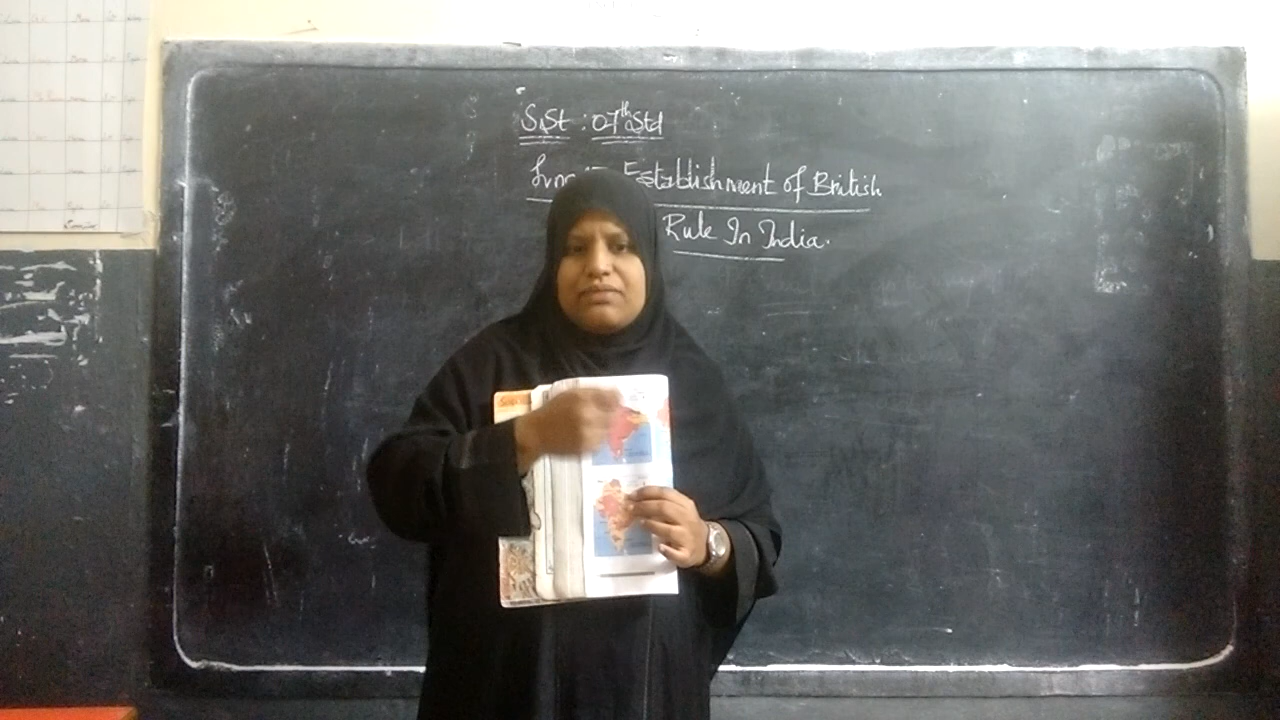 S.St : 07th Std
Establishment of British
Rule In India.